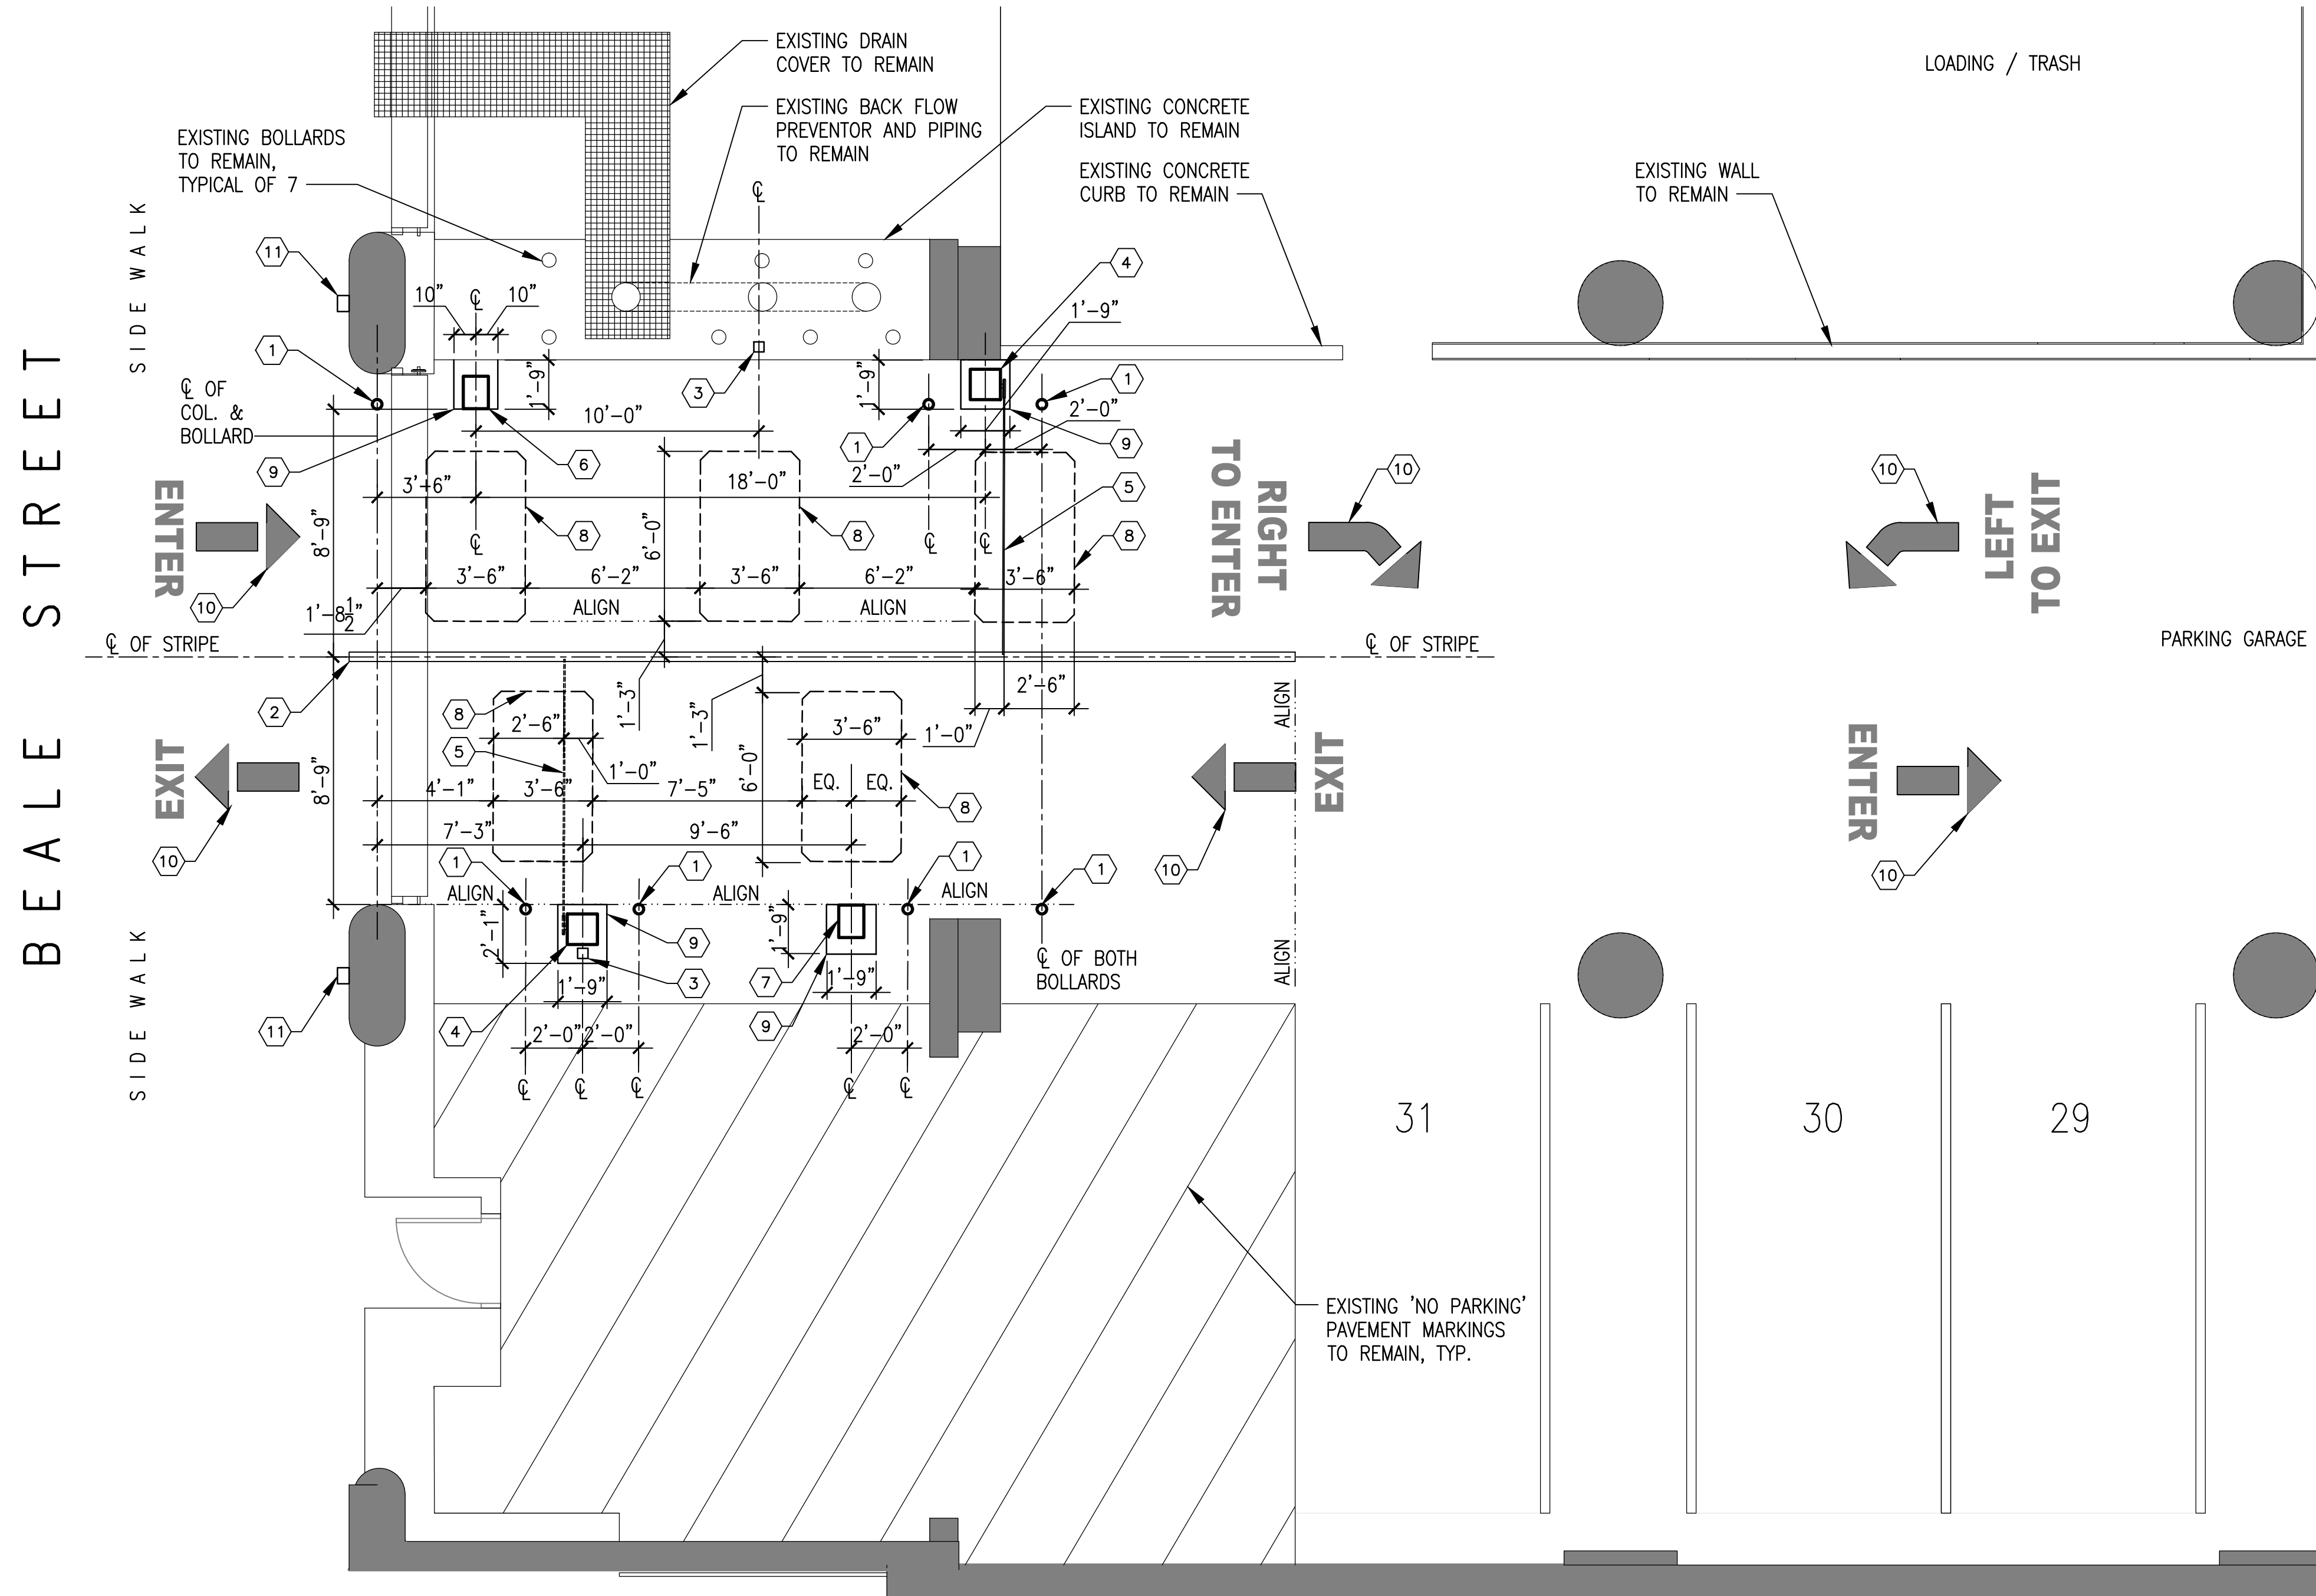 EXISTING DRAIN
COVER TO REMAIN
LOADING / TRASH
EXISTING BACK FLOW
PREVENTOR AND PIPING
TO REMAIN
EXISTING CONCRETE
ISLAND TO REMAIN
EXISTING BOLLARDS
TO REMAIN,
TYPICAL OF 7
EXISTING CONCRETE
CURB TO REMAIN
EXISTING WALL
TO REMAIN
SIDE WALK
BEALE STREET
℄
11
4
10"
℄
10"
1'-9"
1
℄ OF
COL. &
BOLLARD
1'-9"
3
1'-9"
1
10'-0"
2'-0"
9
6
1
9
2'-0"
3'-6"
18'-0"
5
10
10
ENTER
8'-9"
8
6'-0"
8
8
℄
℄
℄
TO ENTER
RIGHT
LEFT
TO EXIT
3'-6"
6'-2"
3'-6"
6'-2"
3'-6"
10
1'-8½"
ALIGN
ALIGN
℄ OF STRIPE
℄ OF STRIPE
PARKING GARAGE
2
8
2'-6"
1'-3"
1'-3"
2'-6"
ALIGN
3'-6"
1'-0"
5
1'-0"
EXIT
8'-9"
6'-0"
EXIT
ENTER
4'-1"
3'-6"
7'-5"
EQ.
EQ.
8
7'-3"
9'-6"
10
1
1
1
1
10
10
ALIGN
ALIGN
ALIGN
SIDE WALK
2'-1"
9
1'-9"
℄ OF BOTH
BOLLARDS
ALIGN
11
1'-9"
3
7
1'-9"
4
9
2'-0"
2'-0"
2'-0"
℄
℄
℄
℄
℄
31
30
29
EXISTING 'NO PARKING'
PAVEMENT MARKINGS
TO REMAIN, TYP.